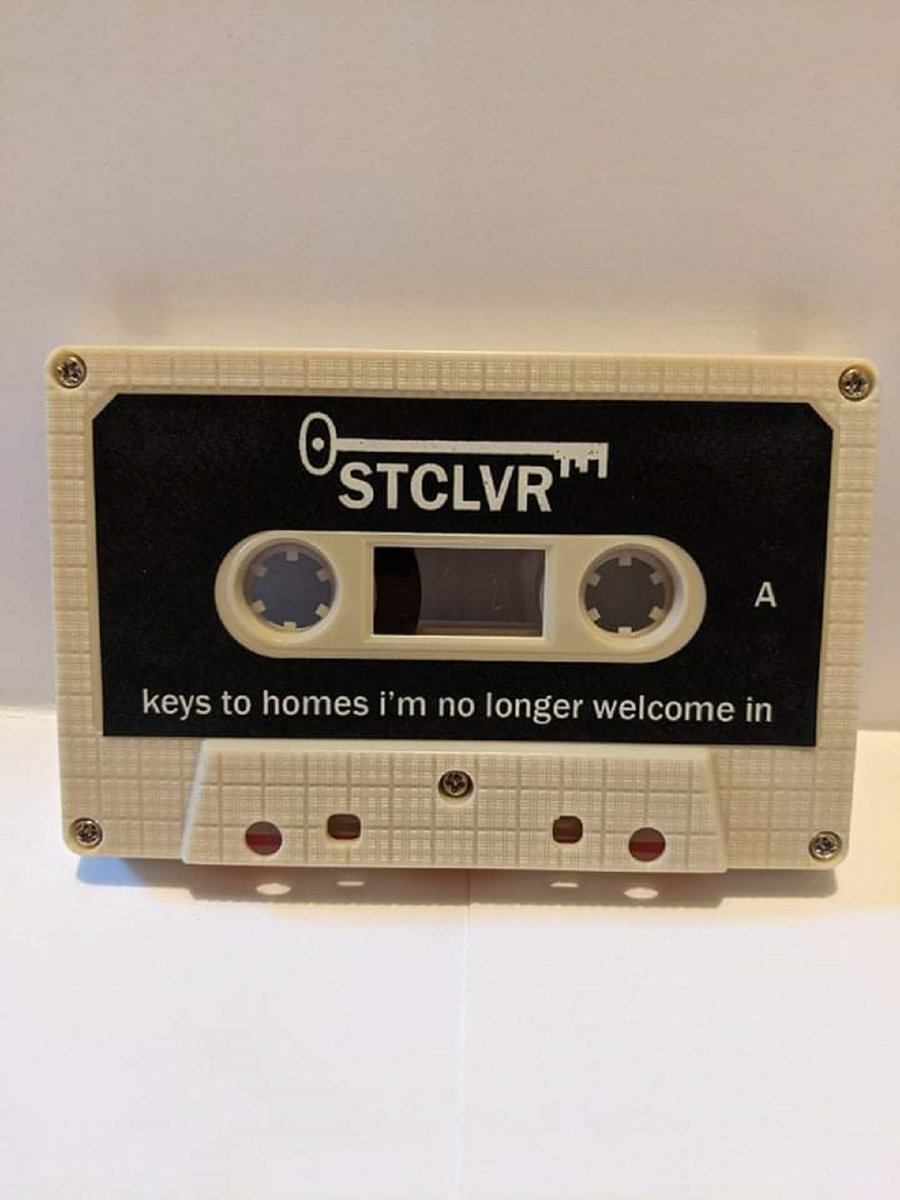 STCLVR
A
keys to homes i'm no longer welcome in